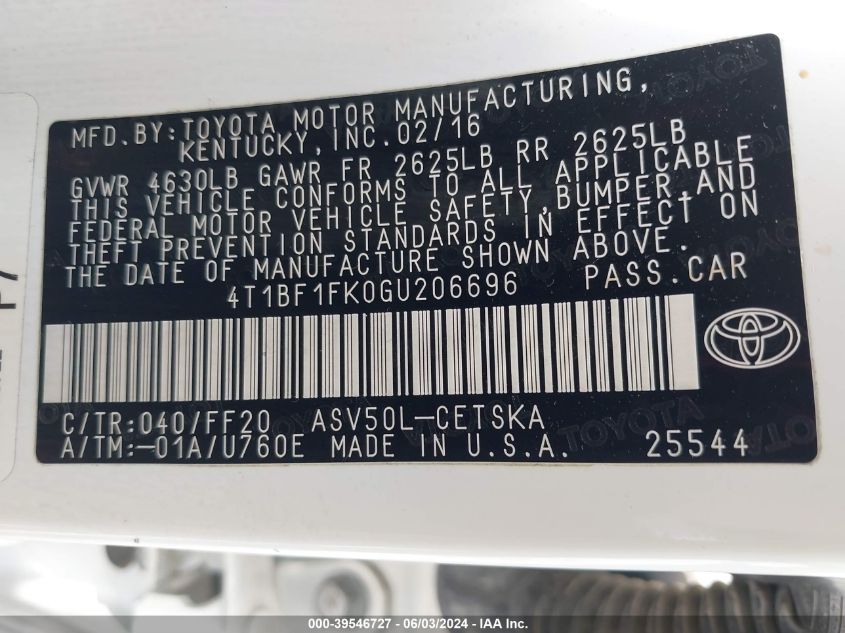 MFD. BY: TOYOTA MOTOR MANUFACTURING,
KENTUCKY, INC. 02/16
GVWR 4630LB GAWR FR 2625LB RR 2625LB
THIS VEHICLE CONFORMS TO ALL APPLICABLE
FEDERAL MOTOR VEHICLE SAFETY, BUMPER, AND
THEFT PREVENTION STANDARDS IN EFFECT ON
THE DATE OF MANUFACTURE SHOWN ABOVE.
4T1BF1FK0GU206696 PASS. CAR
C/TR: 040/FF20 ASV50L-CETSKA
A/TM: -01A/U760E MADE IN U.S.A. 25544
000-39546727 - 06/03/2024 - IAA Inc.